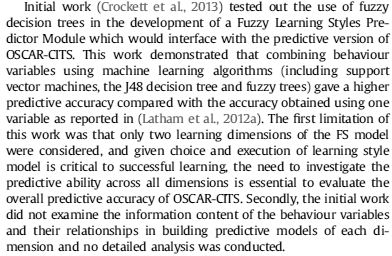 Initial work (Crockett et al., 2013) tested out the use of fuzzy
decision trees in the development of a Fuzzy Learning Styles Pre-
dictor Module which would interface with the predictive version of
OSCAR-CITS. This work demonstrated that combining behaviour
variables using machine learning algorithms (including support
vector machines, the J48 decision tree and fuzzy trees) gave a higher
predictive accuracy compared with the accuracy obtained using one
variable as reported in (Latham et al., 2012a). The first limitation of
this work was that only two learning dimensions of the FS model
were considered, and given choice and execution of learning style
model is critical to successful learning, the need to investigate the
predictive ability across all dimensions is essential to evaluate the
overall predictive accuracy of OSCAR-CITS. Secondly, the initial work
did not examine the information content of the behaviour variables
and their relationships in building predictive models of each di-
mension and no detailed analysis was conducted.